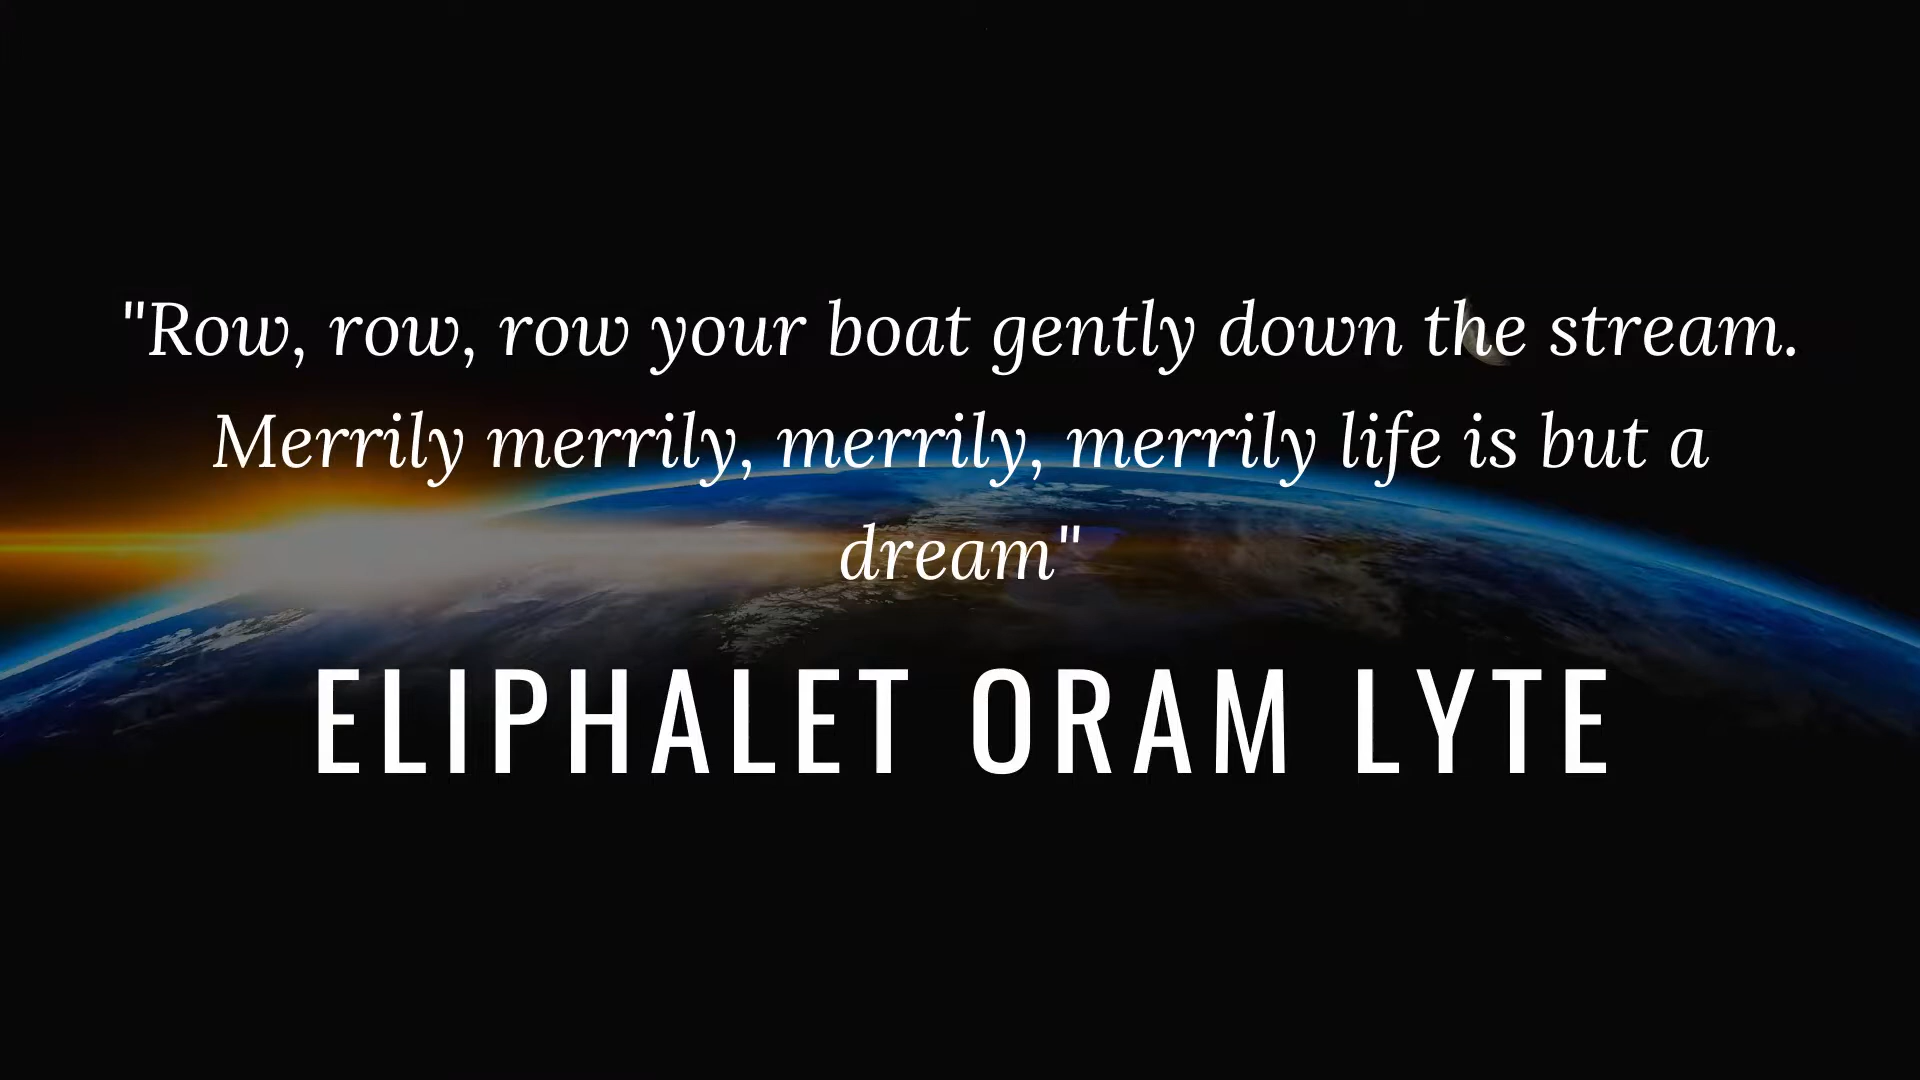 "Row, row, row your boat gently down the stream.
Merrily merrily, merrily, merrily life is but a
dream"
ELIPHALET ORAM LYTE